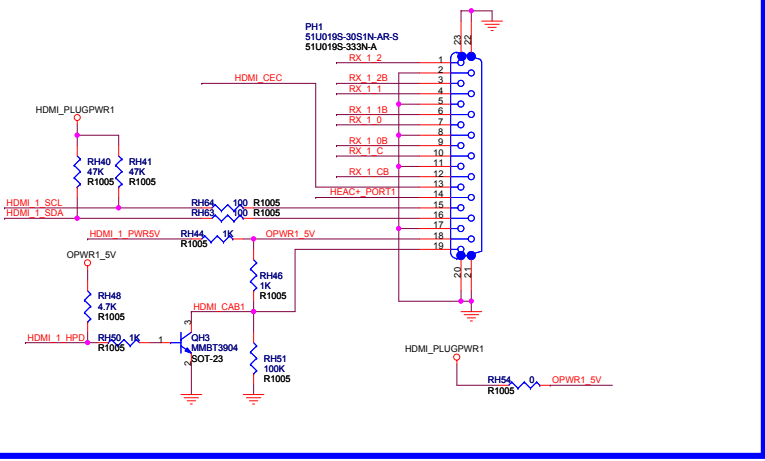 PH1
51U019S-30S1N-AR-S
51U019S-333N-A
23
22
RX_1_2
1
2
HDMI_CEC
RX_1_2B
3
RX_1_1
4
5
HDMI_PLUGPWR1
RX_1_1B
6
RX_1_0
7
8
RX_1_0B
9
RX_1_C
10
11
RH40
47K
R1005
RH41
47K
R1005
RX_1_CB
12
13
HEAC+_PORT1
14
HDMI_1_SCL
RH64
100
R1005
15
HDMI_1_SDA
RH63
100
R1005
16
17
HDMI_1_PWR5V
RH44
1K
R1005
OPWR1_5V
18
19
OPWR1_5V
20
21
RH46
1K
R1005
RH48
4.7K
R1005
HDMI_CAB1
3
HDMI_1_HPD
RH50
1K
R1005
1
QH3
MMBT3904
SOT-23
2
RH51
100K
R1005
HDMI_PLUGPWR1
RH54
0
R1005
OPWR1_5V